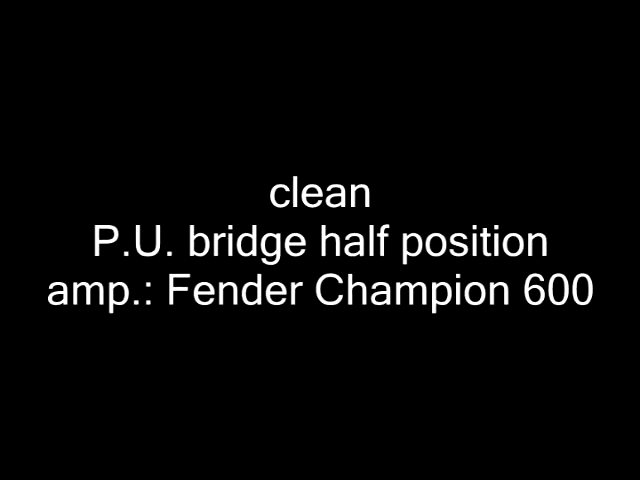 clean
P.U. bridge half position
amp.: Fender Champion 600